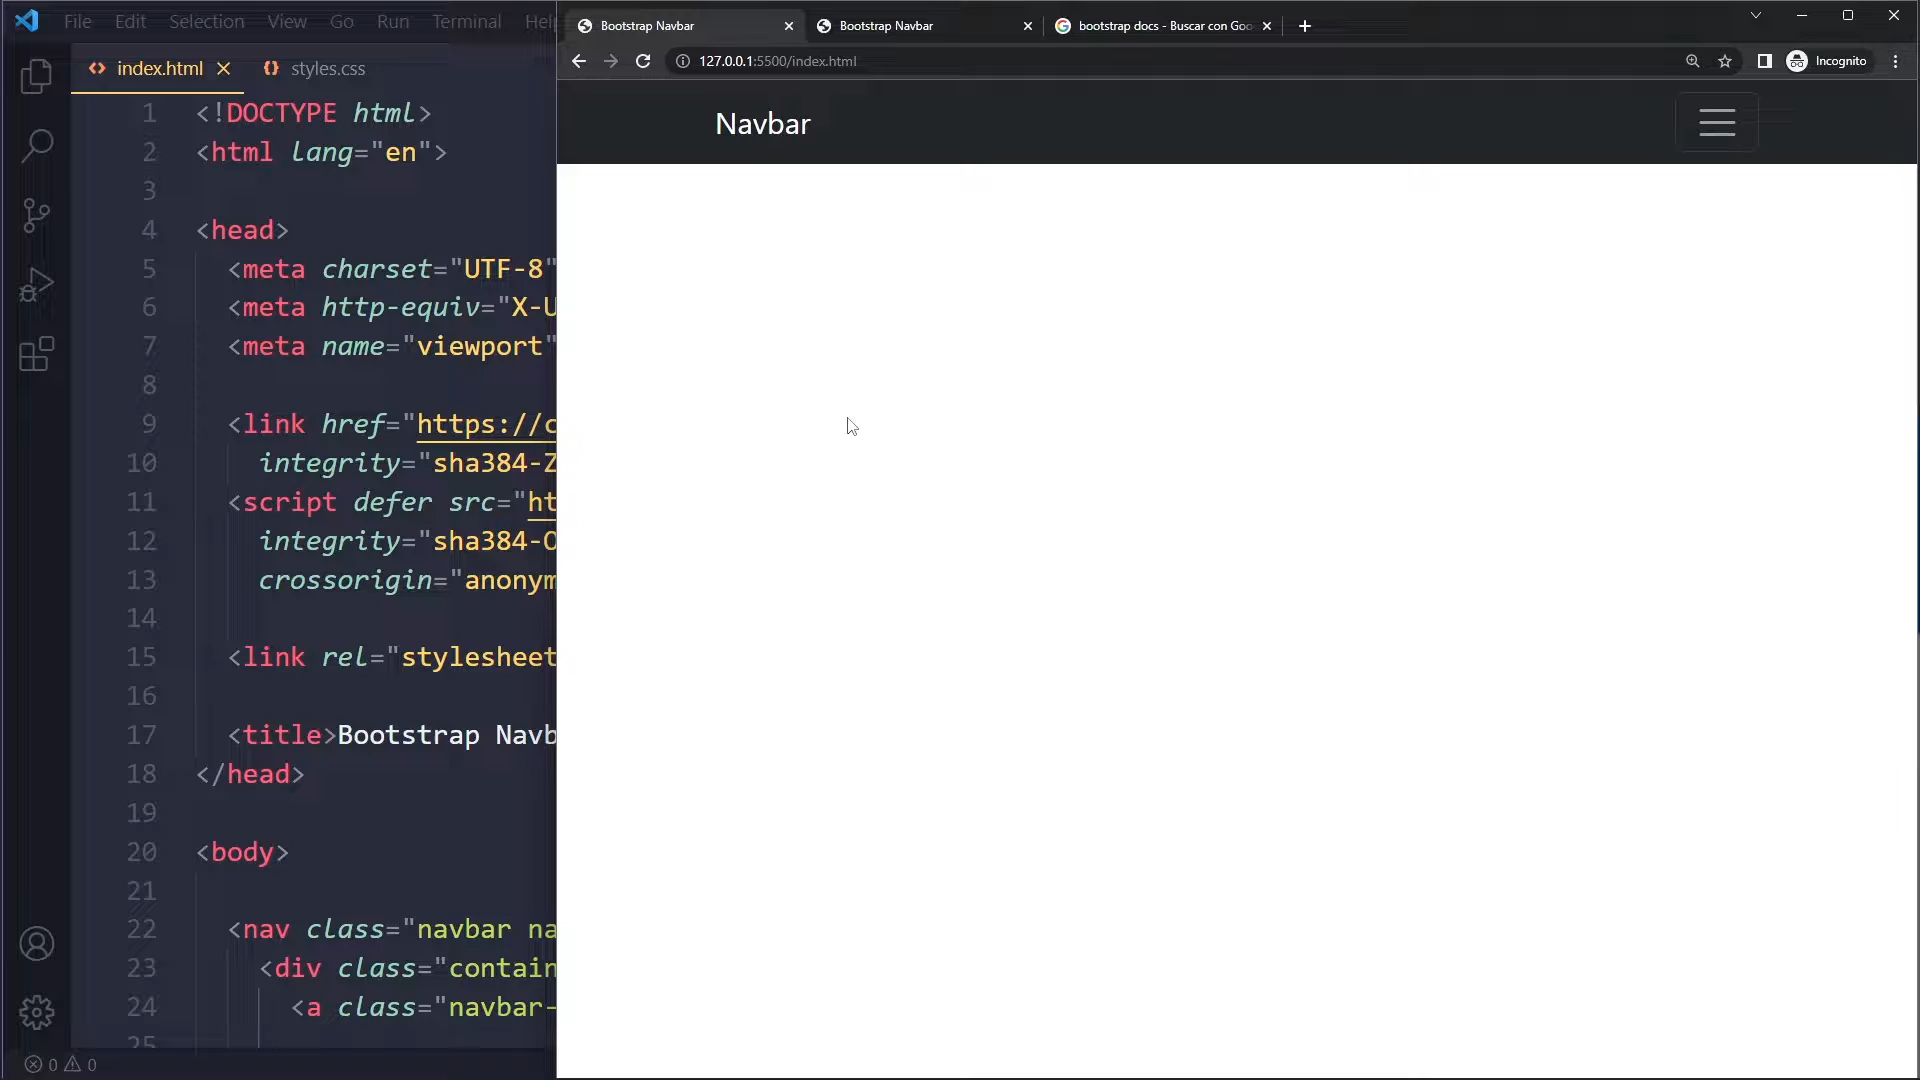 File Edit Selection View Go Run Terminal Help
index.html
styles.css
1 <!DOCTYPE html>
2 <html lang="en">
3
4 <head>
5 <meta charset="UTF-8"
6 <meta http-equiv="X-U
7 <meta name="viewport"
8
9 <link href="https://c
10 integrity="sha384-Z
11 <script defer src="ht
12 integrity="sha384-O
13 crossorigin="anonym
14
15 <link rel="stylesheet
16
17 <title>Bootstrap Navb
18 </head>
19
20 <body>
21
22 <nav class="navbar na
23 <div class="contain
24 <a class="navbar-
25
0 0
Bootstrap Navbar
Bootstrap Navbar
bootstrap docs - Buscar con Goo
127.0.0.1:5500/index.html
Incognito
Navbar